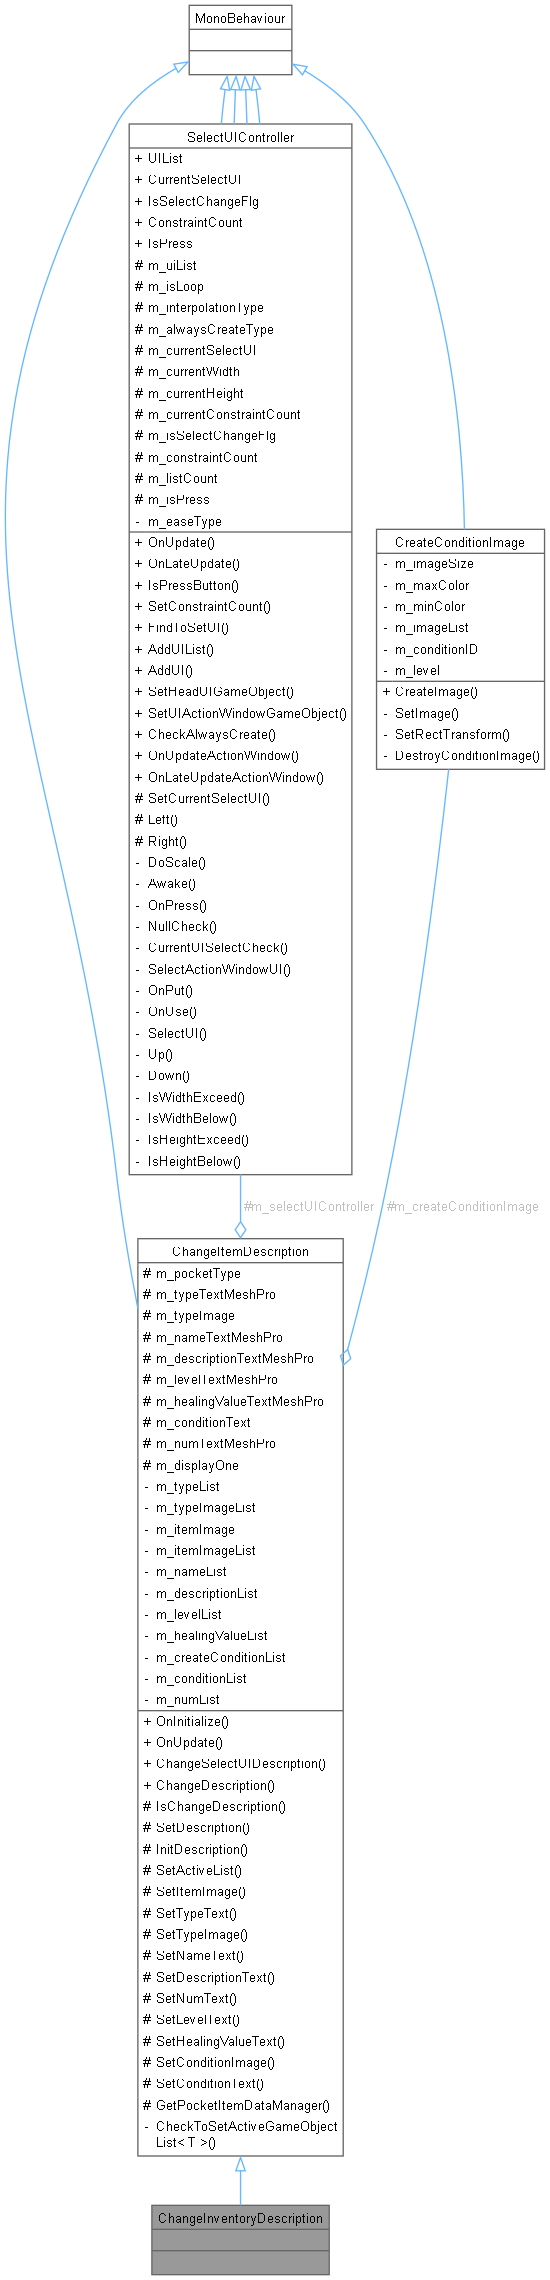 MonoBehaviour
SelectUIController
+ UIList
+ CurrentSelectUI
+ IsSelectChangeFlg
+ ConstraintCount
+ IsPress
# m_uiList
# m_isLoop
# m_interpolationType
# m_alwaysCreateType
# m_currentSelectUI
# m_currentWidth
# m_currentHeight
# m_currentConstraintCount
# m_isSelectChangeFlg
# m_constraintCount
# m_listCount
# m_isPress
- m_easeType
+ OnUpdate()
+ OnLateUpdate()
+ IsPressButton()
+ SetConstraintCount()
+ FindToSetUI()
+ AddUIList()
+ AddUI()
+ SetHeadUIGameObject()
+ SetUIActionWindowGameObject()
+ CheckAlwaysCreate()
+ OnUpdateActionWindow()
+ OnLateUpdateActionWindow()
# SetCurrentSelectUI()
# Left()
# Right()
- DoScale()
- Awake()
- OnPress()
- NullCheck()
- CurrentUISelectCheck()
- SelectActionWindowUI()
- OnPut()
- OnUse()
- SelectUI()
- Up()
- Down()
- IsWidthExceed()
- IsWidthBelow()
- IsHeightExceed()
- IsHeightBelow()
CreateConditionImage
- m_imageSize
- m_maxColor
- m_minColor
- m_imageList
- m_conditionID
- m_level
+ CreateImage()
- SetImage()
- SetRectTransform()
- DestroyConditionImage()
#m_selectUIController
#m_createConditionImage
ChangeItemDescription
# m_pocketType
# m_typeTextMeshPro
# m_typeImage
# m_nameTextMeshPro
# m_descriptionTextMeshPro
# m_levelTextMeshPro
# m_healingValueTextMeshPro
# m_conditionText
# m_numTextMeshPro
# m_displayOne
- m_typeList
- m_typeImageList
- m_itemImage
- m_itemImageList
- m_nameList
- m_descriptionList
- m_levelList
- m_healingValueList
- m_createConditionList
- m_conditionList
- m_numList
+ OnInitialize()
+ OnUpdate()
+ ChangeSelectUIDescription()
+ ChangeDescription()
# IsChangeDescription()
# SetDescription()
# InitDescription()
# SetActiveList()
# SetItemImage()
# SetTypeText()
# SetTypeImage()
# SetNameText()
# SetDescriptionText()
# SetNumText()
# SetLevelText()
# SetHealingValueText()
# SetConditionImage()
# SetConditionText()
# GetPocketItemDataManager()
- CheckToSetActiveGameObject
List< T >()
ChangeInventoryDescription